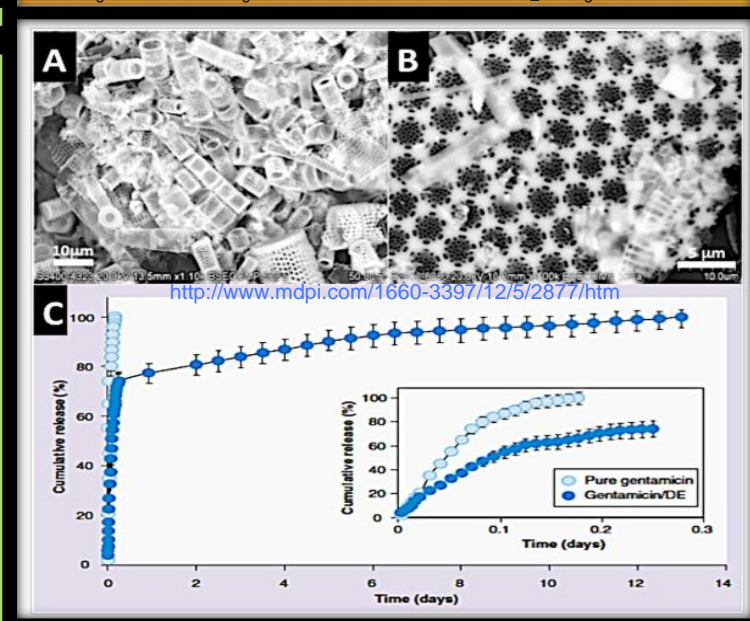 A
B
10µm
5 µm
10.0um
http://www.mdpi.com/1660-3397/12/5/2877/htm
C
Cumulative release (%)
100
80
60
40
20
0
0 2 4 6 8 10 12 14
Time (days)
Cumulative release (%)
100
80
60
40
20
0
0 0.1 0.2 0.3
Time (days)
Pure gentamicin
Gentamicin/DE